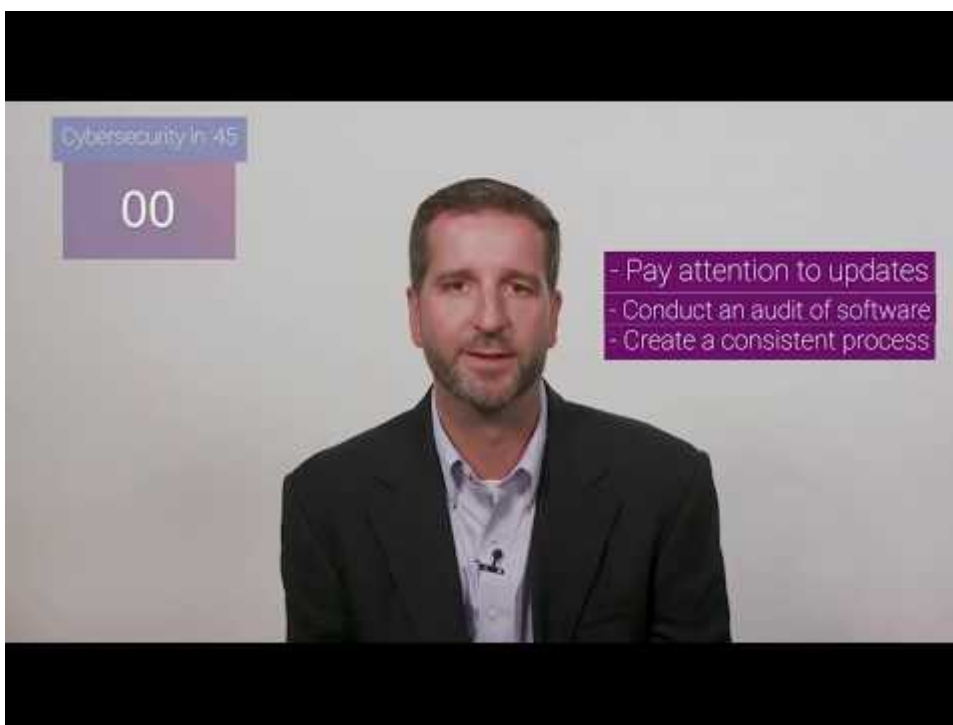 Cybersecurity in :45
00
- Pay attention to updates
- Conduct an audit of software
- Create a consistent process